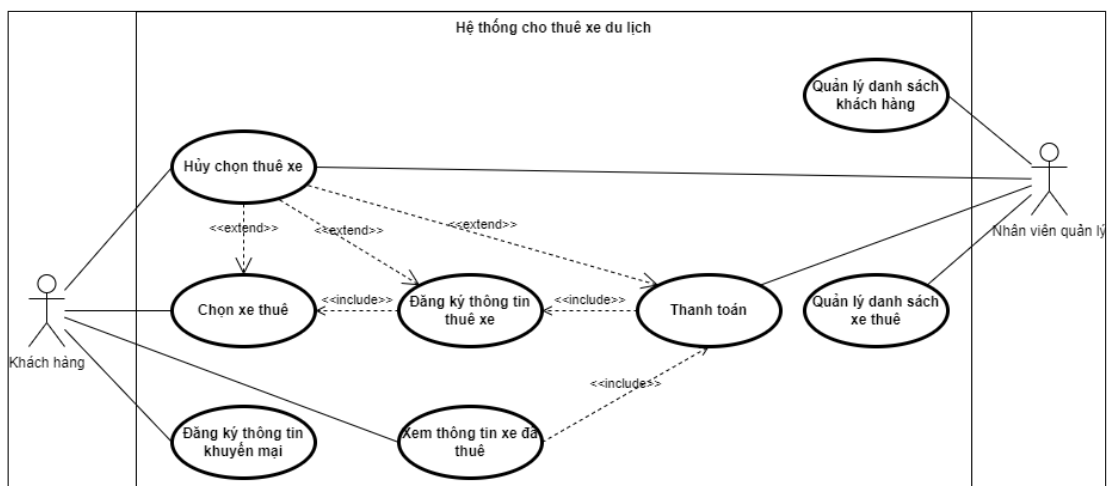 Hệ thống cho thuê xe du lịch
Quản lý danh sách
khách hàng
Hủy chọn thuê xe
Nhân viên quản lý
<<extend>>
<<extend>>
<<extend>>
Chọn xe thuê
<<include>>
Đăng ký thông tin
thuê xe
<<include>>
Thanh toán
Quản lý danh sách
xe thuê
Khách hàng
<<include>>
Đăng ký thông tin
khuyến mại
Xem thông tin xe đã
thuê